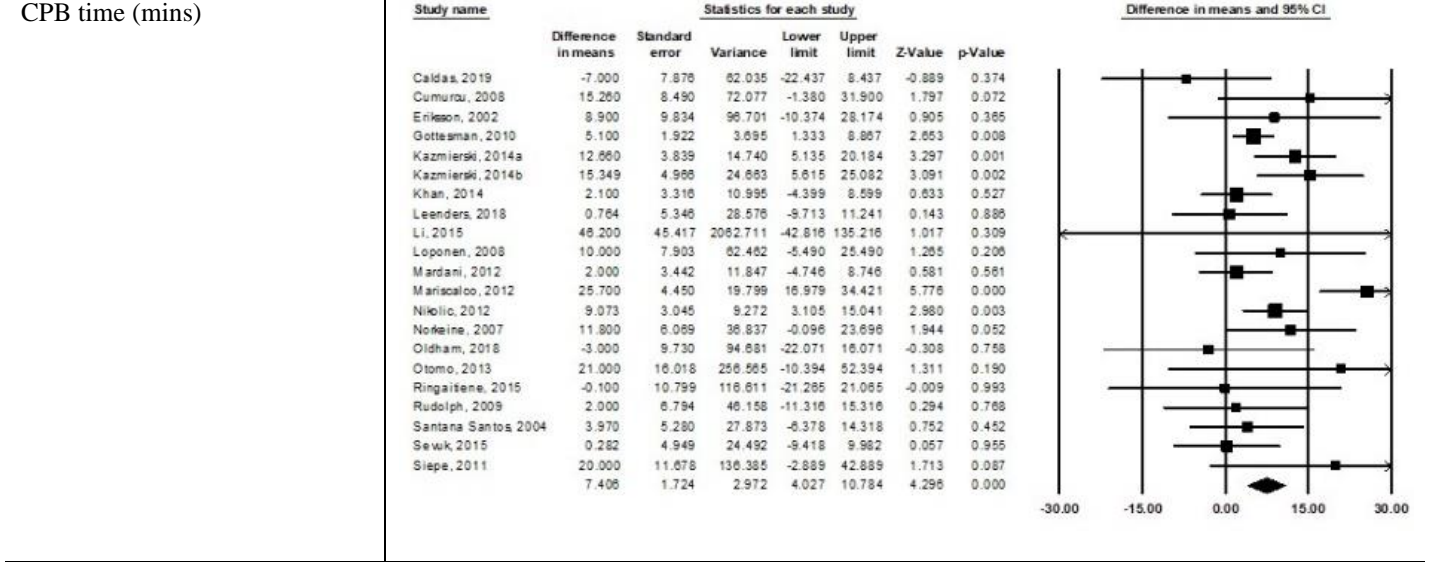 CPB time (mins)
Study name Statistics for each study Difference in means and 95% CI
Difference in means Standard error Variance Lower limit Upper limit Z-Value p-Value
Caldas, 2019 -7.000 7.876 62.035 -22.437 8.437 -0.889 0.374
Cumurcu, 2008 15.260 8.490 72.077 -1.380 31.900 1.797 0.072
Eriksson, 2002 8.900 9.834 96.701 -10.374 28.174 0.905 0.365
Gottesman, 2010 5.100 1.922 3.695 1.333 8.867 2.653 0.008
Kazmierski, 2014a 12.660 3.839 14.740 5.135 20.184 3.297 0.001
Kazmierski, 2014b 15.349 4.966 24.663 5.615 25.082 3.091 0.002
Khan, 2014 2.100 3.316 10.995 -4.399 8.599 0.633 0.527
Leenders, 2018 0.764 5.346 28.576 -9.713 11.241 0.143 0.886
Li, 2015 46.200 45.417 2062.711 -42.816 135.216 1.017 0.309
Loponen, 2008 10.000 7.903 62.462 -5.490 25.490 1.265 0.206
Mardani, 2012 2.000 3.442 11.847 -4.746 8.746 0.581 0.561
Mariscalco, 2012 25.700 4.450 19.799 16.979 34.421 5.776 0.000
Nikolic, 2012 9.073 3.045 9.272 3.105 15.041 2.980 0.003
Norkeine, 2007 11.800 6.069 36.837 -0.096 23.696 1.944 0.052
Oldham, 2018 -3.000 9.730 94.681 -22.071 16.071 -0.308 0.758
Otomo, 2013 21.000 16.018 256.565 -10.394 52.394 1.311 0.190
Ringaitiene, 2015 -0.100 10.799 116.611 -21.265 21.065 -0.009 0.993
Rudolph, 2009 2.000 6.794 46.158 -11.316 15.316 0.294 0.768
Santana Santos, 2004 3.970 5.280 27.873 -6.378 14.318 0.752 0.452
Sevuk, 2015 0.282 4.949 24.492 -9.418 9.982 0.057 0.955
Siepe, 2011 20.000 11.678 136.385 -2.889 42.889 1.713 0.087
7.406 1.724 2.972 4.027 10.784 4.296 0.000
-30.00 -15.00 0.00 15.00 30.00